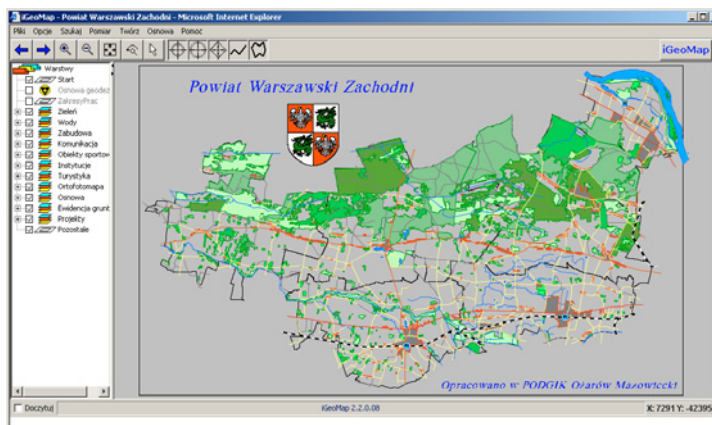 iGeoMap - Powiat Warszawski Zachodni - Microsoft Internet Explorer
Pliki Opcje Szukaj Pomiar Twórz Osnowa Pomoc
iGeoMap
Warstwy
Start
Osnowa geodez
ZakresyPrac
Zieleń
Wody
Zabudowa
Komunikacja
Obiekty sportow
Instytucje
Turystyka
Ortofotomapa
Osnowa
Ewidencja grunt
Projekty
Pozostałe
Powiat Warszawski Zachodni
Opracowano w PODGIK Ożarów Mazowiecki
Doczytuj
iGeoMap 2.2.0.08
X: 7291 Y: -42395